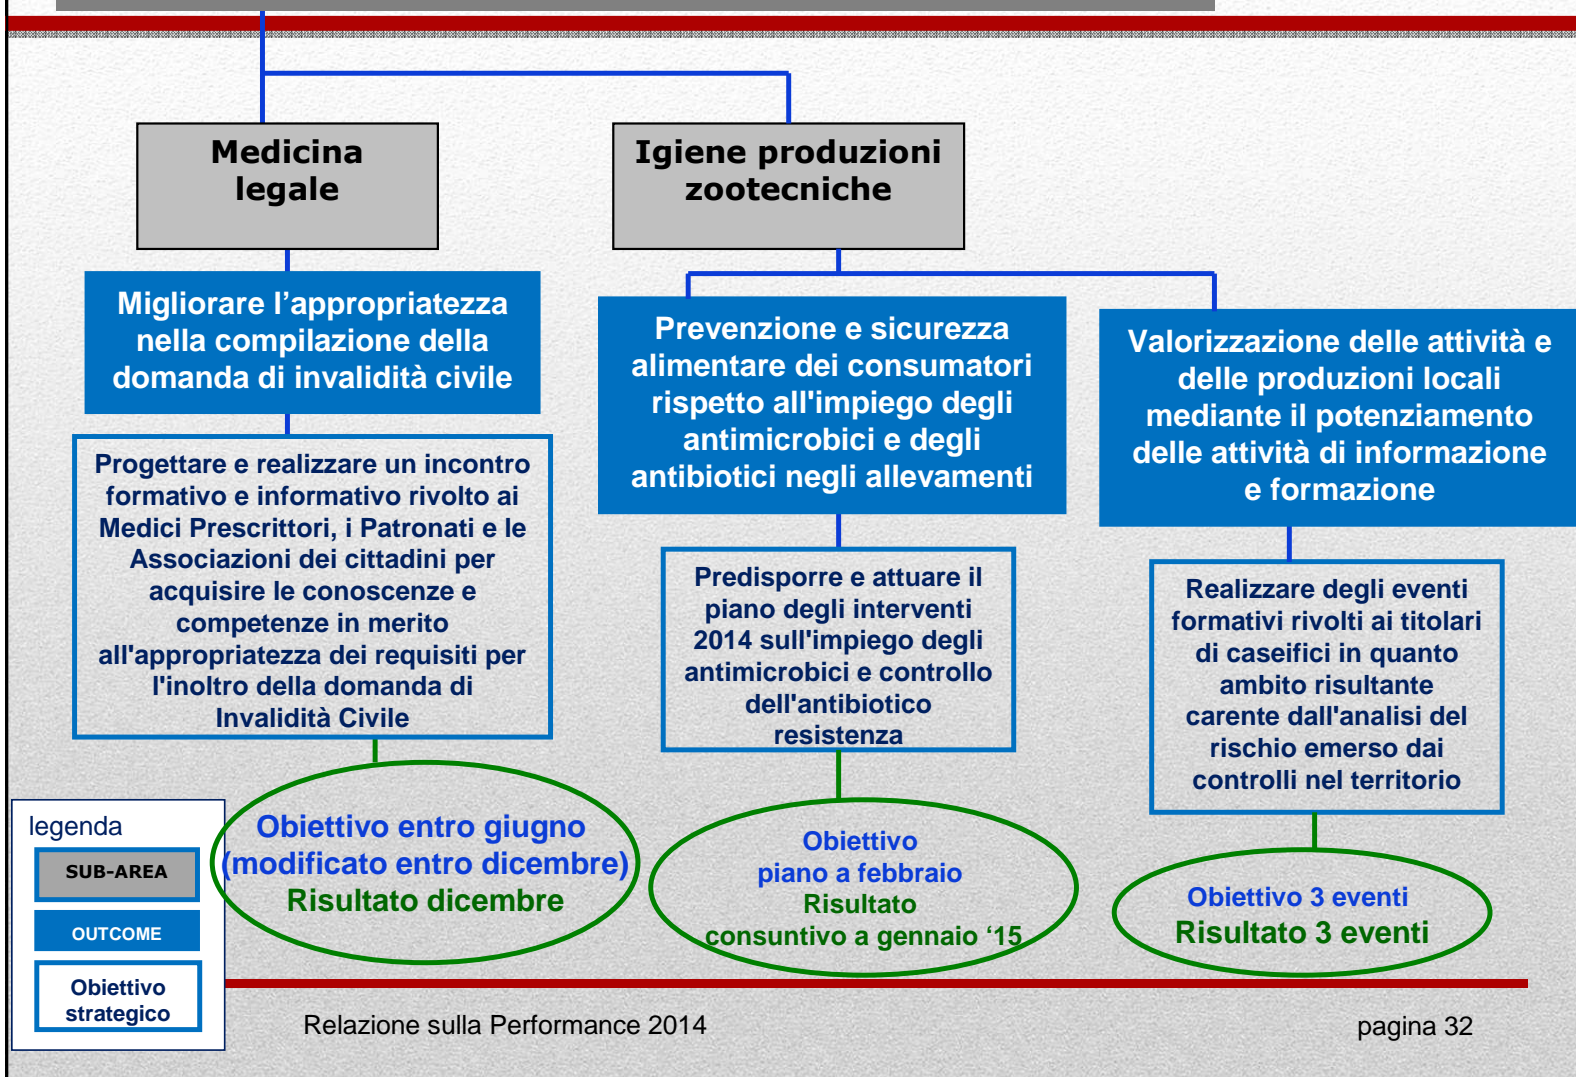 Medicina
legale
Igiene produzioni
zootecniche
Migliorare l’appropriatezza
nella compilazione della
domanda di invalidità civile
Prevenzione e sicurezza
alimentare dei consumatori
rispetto all'impiego degli
antimicrobici e degli
antibiotici negli allevamenti
Valorizzazione delle attività e
delle produzioni locali
mediante il potenziamento
delle attività di informazione
e formazione
Progettare e realizzare un incontro
formativo e informativo rivolto ai
Medici Prescrittori, i Patronati e le
Associazioni dei cittadini per
acquisire le conoscenze e
competenze in merito
all'appropriatezza dei requisiti per
l'inoltro della domanda di
Invalidità Civile
Predisporre e attuare il
piano degli interventi
2014 sull'impiego degli
antimicrobici e controllo
dell'antibiotico
resistenza
Realizzare degli eventi
formativi rivolti ai titolari
di caseifici in quanto
ambito risultante
carente dall'analisi del
rischio emerso dai
controlli nel territorio
Obiettivo entro giugno
(modificato entro dicembre)
Risultato dicembre
Obiettivo
piano a febbraio
Risultato
consuntivo a gennaio ‘15
Obiettivo 3 eventi
Risultato 3 eventi
legenda
SUB-AREA
OUTCOME
Obiettivo
strategico
Relazione sulla Performance 2014
pagina 32